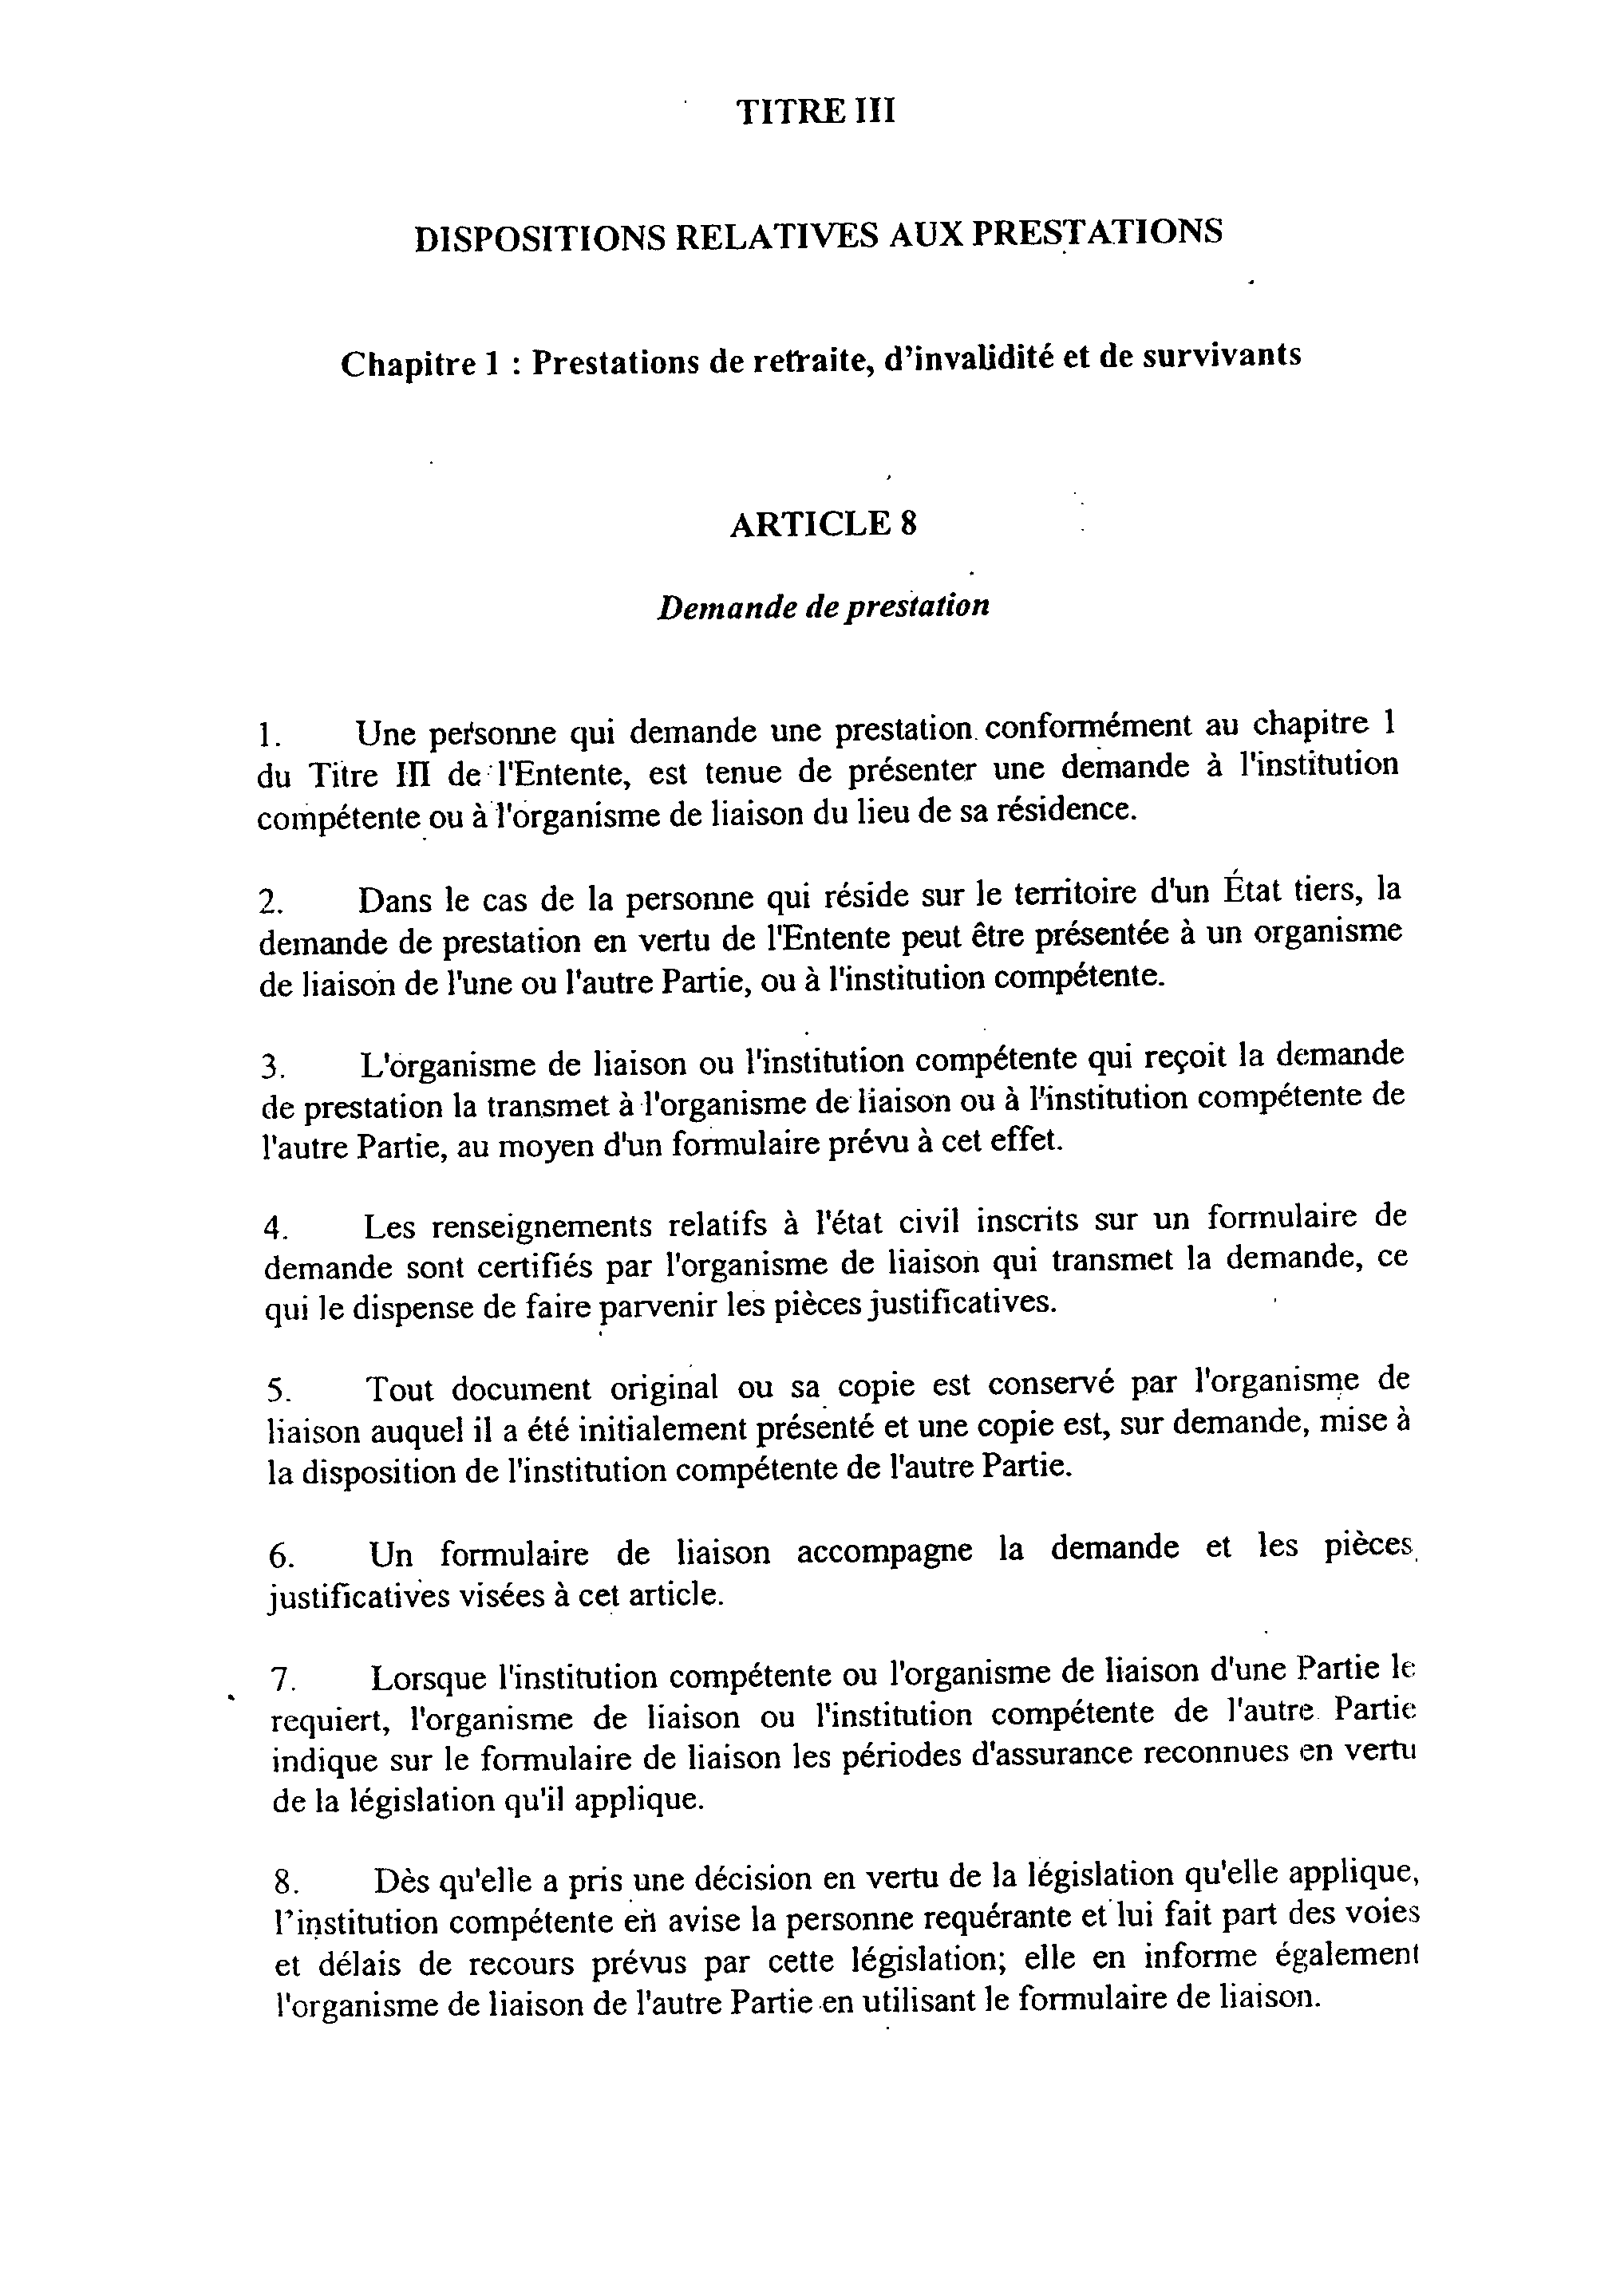 TITRE III
DISPOSITIONS RELATIVES AUX PRESTATIONS
Chapitre 1 : Prestations de retraite, d'invalidité et de survivants
ARTICLE 8
Demande de prestation
1. Une personne qui demande une prestation conformément au chapitre 1
du Titre III de l'Entente, est tenue de présenter une demande à l'institution
compétente ou à l'organisme de liaison du lieu de sa résidence.
2. Dans le cas de la personne qui réside sur le territoire d'un État tiers, la
demande de prestation en vertu de l'Entente peut être présentée à un organisme
de liaison de l'une ou l'autre Partie, ou à l'institution compétente.
3. L'organisme de liaison ou l'institution compétente qui reçoit la demande
de prestation la transmet à l'organisme de liaison ou à l'institution compétente de
l'autre Partie, au moyen d'un formulaire prévu à cet effet.
4. Les renseignements relatifs à l'état civil inscrits sur un formulaire de
demande sont certifiés par l'organisme de liaison qui transmet la demande, ce
qui le dispense de faire parvenir les pièces justificatives.
5. Tout document original ou sa copie est conservé par l'organisme de
liaison auquel il a été initialement présenté et une copie est, sur demande, mise à
la disposition de l'institution compétente de l'autre Partie.
6. Un formulaire de liaison accompagne la demande et les pièces
justificatives visées à cet article.
7. Lorsque l'institution compétente ou l'organisme de liaison d'une Partie le
requiert, l'organisme de liaison ou l'institution compétente de l'autre Partie
indique sur le formulaire de liaison les périodes d'assurance reconnues en vertu
de la législation qu'il applique.
8. Dès qu'elle a pris une décision en vertu de la législation qu'elle applique,
l'institution compétente en avise la personne requérante et lui fait part des voies
et délais de recours prévus par cette législation; elle en informe également
l'organisme de liaison de l'autre Partie en utilisant le formulaire de liaison.